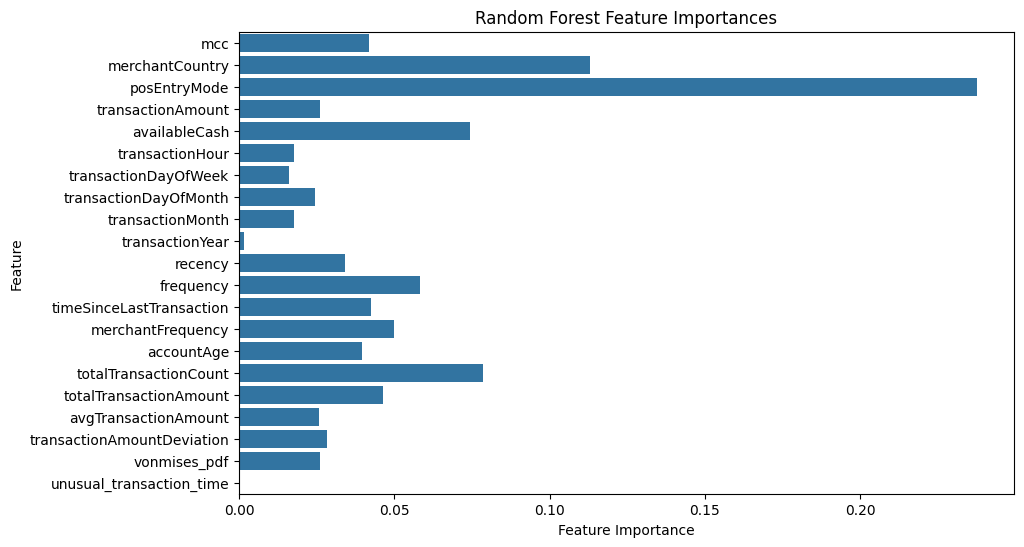 Random Forest Feature Importances
mcc
merchantCountry
posEntryMode
transactionAmount
availableCash
transactionHour
transactionDayOfWeek
transactionDayOfMonth
transactionMonth
transactionYear
recency
frequency
timeSinceLastTransaction
merchantFrequency
accountAge
totalTransactionCount
totalTransactionAmount
avgTransactionAmount
transactionAmountDeviation
vonmises_pdf
unusual_transaction_time
Feature
0.00 0.05 0.10 0.15 0.20
Feature Importance